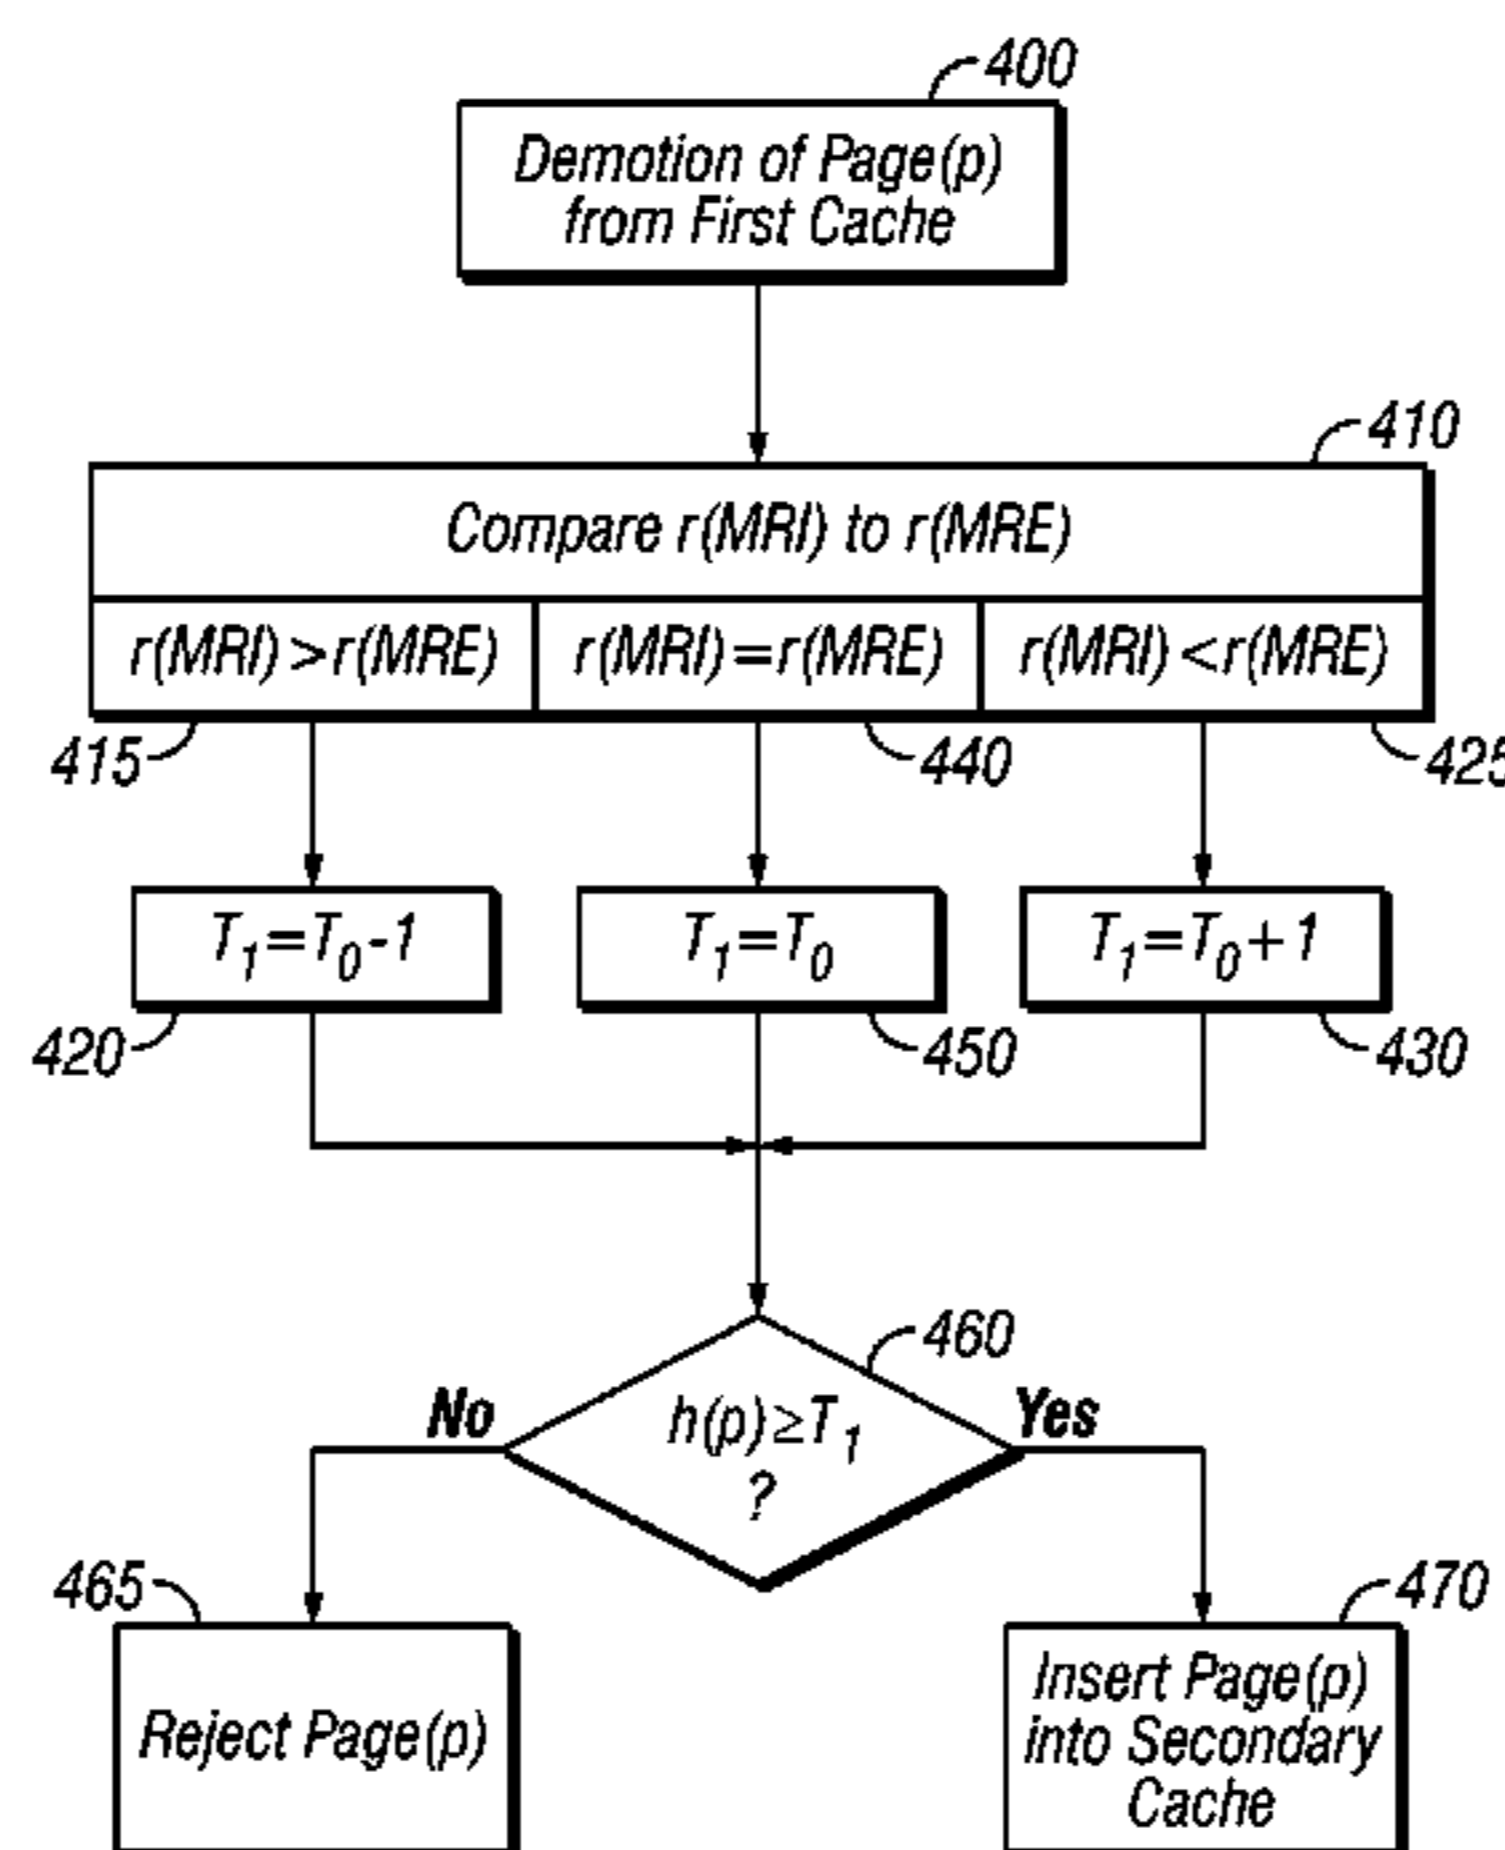 400
Demotion of Page(p)
from First Cache
410
Compare r(MRI) to r(MRE)
r(MRI)>r(MRE)
r(MRI)=r(MRE)
r(MRI)<r(MRE)
415
440
425
T1=T0-1
T1=T0
T1=T0+1
420
450
430
460
No
h(p)≥T1
?
Yes
465
470
Reject Page(p)
Insert Page(p)
into Secondary
Cache